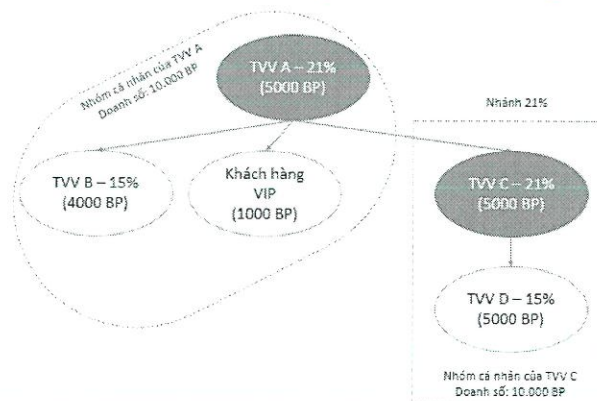 Nhóm cá nhân của TVV A
Doanh số: 10.000 BP
TVV A – 21%
(5000 BP)
Nhánh 21%
TVV B – 15%
(4000 BP)
Khách hàng
VIP
(1000 BP)
TVV C – 21%
(5000 BP)
TVV D – 15%
(5000 BP)
Nhóm cá nhân của TVV C
Doanh số: 10.000 BP